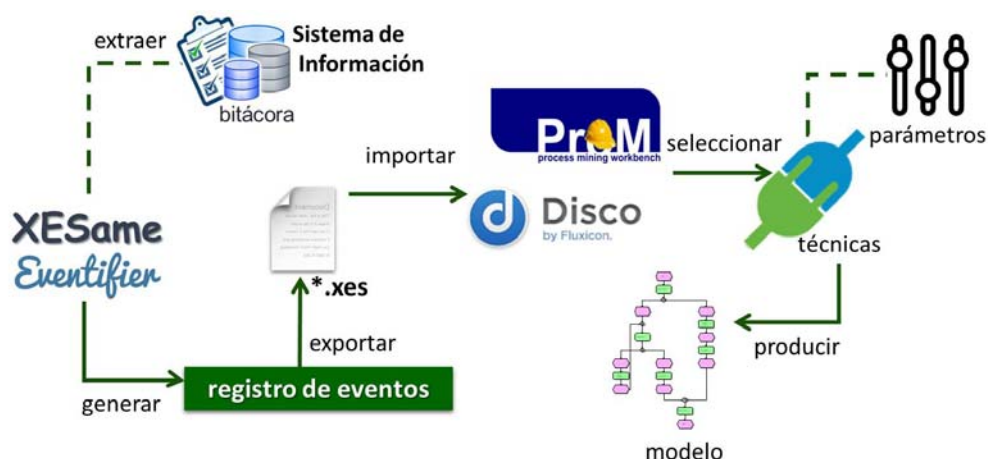 extraer
Sistema de
Información
bitácora
parámetros
ProM
process mining workbench
seleccionar
importar
Disco
by Fluxicon.
técnicas
XESame
Eventifier
*.xes
exportar
producir
generar
registro de eventos
modelo